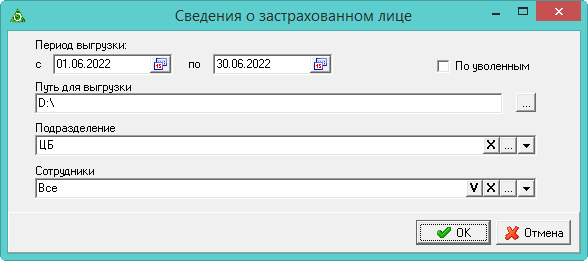 Сведения о застрахованном лице
Период выгрузки:
с 01.06.2022 по 30.06.2022 По уволенным
Путь для выгрузки
D:\ ...
Подразделение
ЦБ X ...
Сотрудники
Все V X ...
OK Отмена